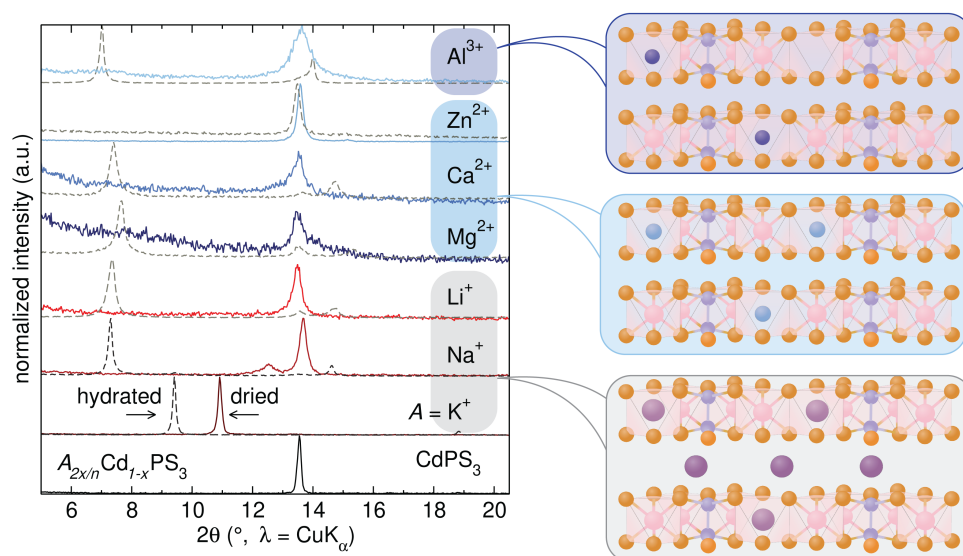 normalized intensity (a.u.)
Al³⁺
Zn²⁺
Ca²⁺
Mg²⁺
Li⁺
Na⁺
hydrated dried
A = K⁺
A₂ₓ/ₙCd₁₋ₓPS₃ CdPS₃
6 8 10 12 14 16 18 20
2θ (°, λ = CuKα)